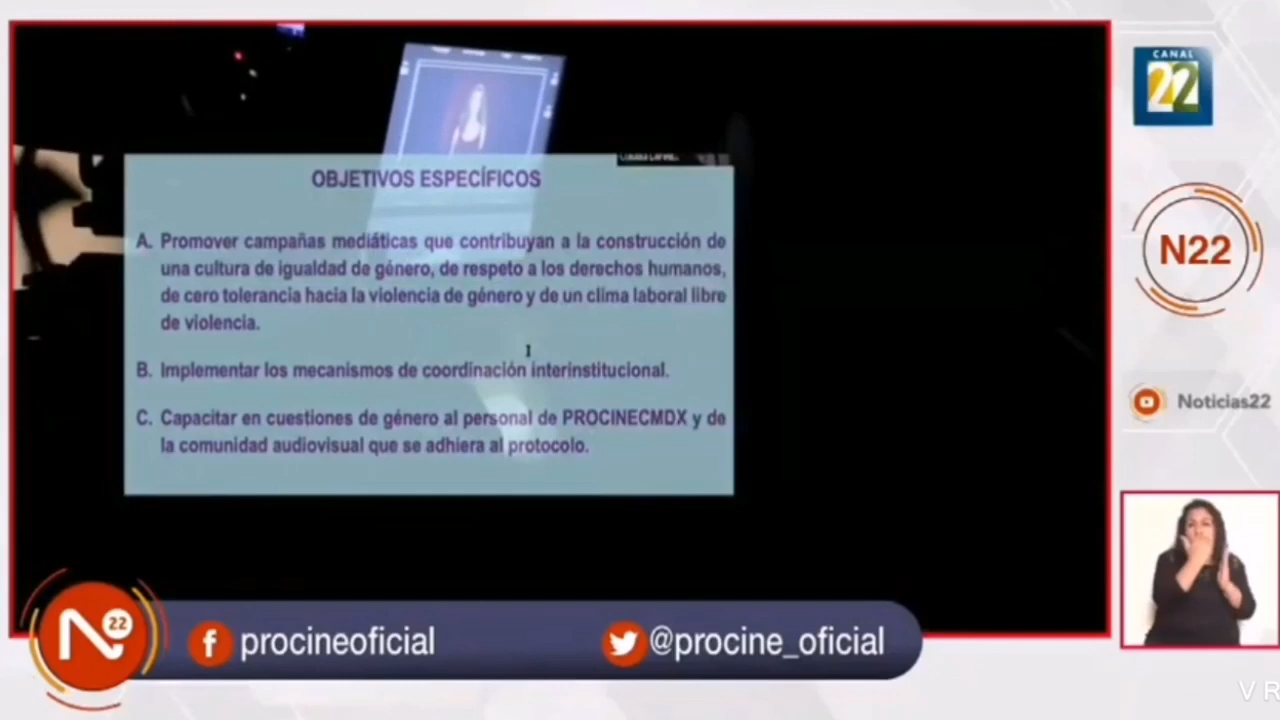 CANAL
22
OBJETIVOS ESPECÍFICOS
A. Promover campañas mediáticas que contribuyan a la construcción de
una cultura de igualdad de género, de respeto a los derechos humanos,
de cero tolerancia hacia la violencia de género y de un clima laboral libre
de violencia.
B. Implementar los mecanismos de coordinación interinstitucional.
C. Capacitar en cuestiones de género al personal de PROCINECMDX y de
la comunidad audiovisual que se adhiera al protocolo.
N22
Noticias22
N 22
procineoficial
@procine_oficial
V R